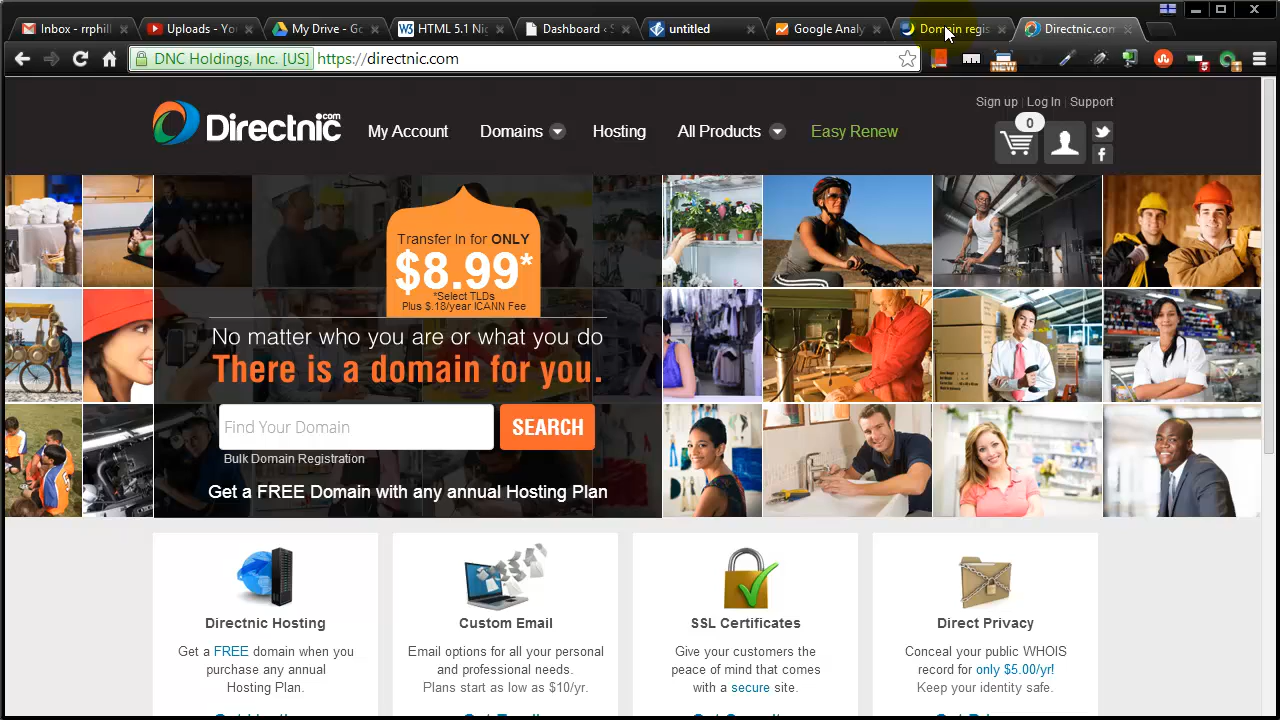 Inbox - rrphill
Uploads - You
My Drive - Go
HTML 5.1 Nig
Dashboard ‹ S
untitled
Google Analy
Domain regis
Directnic.com
DNC Holdings, Inc. [US]
https://directnic.com
NEW
5
Directnic.com
My Account
Domains
Hosting
All Products
Easy Renew
Sign up | Log In | Support
0
Transfer In for ONLY
$8.99*
*Select TLDs
Plus $.18/year ICANN Fee
No matter who you are or what you do
There is a domain for you.
Find Your Domain
SEARCH
Bulk Domain Registration
Get a FREE Domain with any annual Hosting Plan
Directnic Hosting
Get a FREE domain when you
purchase any annual
Hosting Plan.
Custom Email
Email options for all your personal
and professional needs.
Plans start as low as $10/yr.
SSL Certificates
Give your customers the
peace of mind that comes
with a secure site.
Direct Privacy
Conceal your public WHOIS
record for only $5.00/yr!
Keep your identity safe.